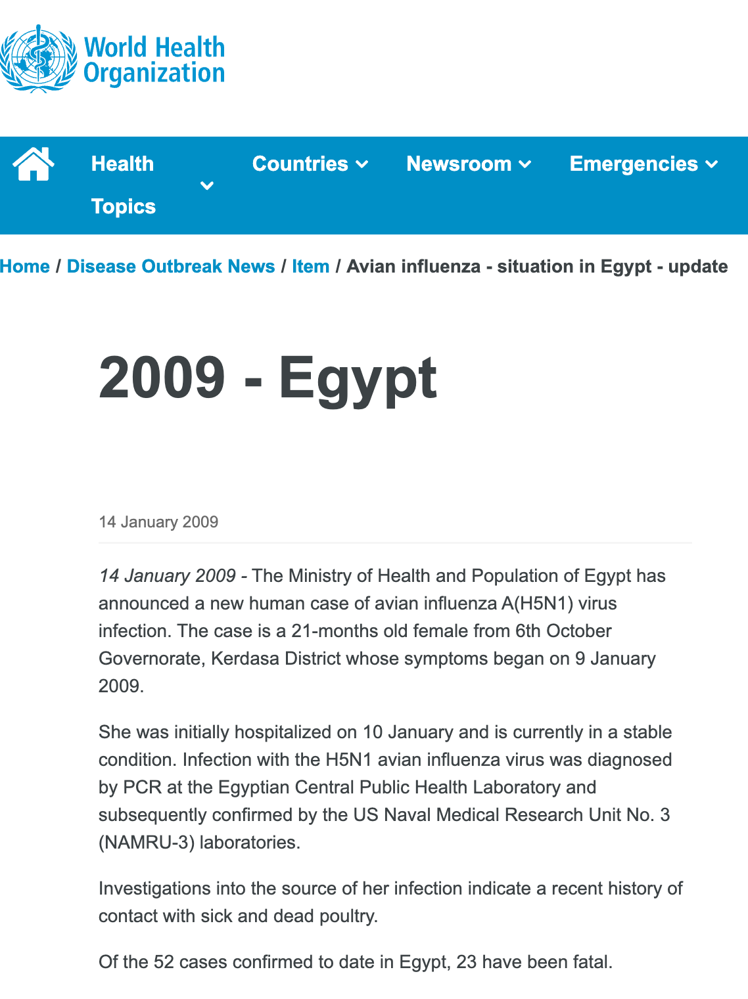 World Health
Organization
Health
Topics
Countries
Newsroom
Emergencies
Home / Disease Outbreak News / Item / Avian influenza - situation in Egypt - update
2009 - Egypt
14 January 2009
14 January 2009 - The Ministry of Health and Population of Egypt has
announced a new human case of avian influenza A(H5N1) virus
infection. The case is a 21-months old female from 6th October
Governorate, Kerdasa District whose symptoms began on 9 January
2009.
She was initially hospitalized on 10 January and is currently in a stable
condition. Infection with the H5N1 avian influenza virus was diagnosed
by PCR at the Egyptian Central Public Health Laboratory and
subsequently confirmed by the US Naval Medical Research Unit No. 3
(NAMRU-3) laboratories.
Investigations into the source of her infection indicate a recent history of
contact with sick and dead poultry.
Of the 52 cases confirmed to date in Egypt, 23 have been fatal.